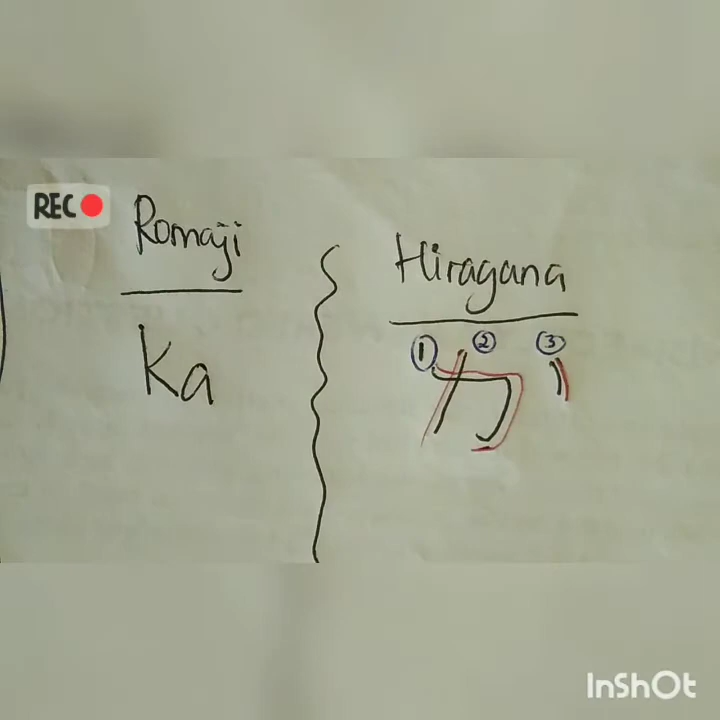 REC
Romaji
Ka
Hiragana
① ② ③
か
InShOt